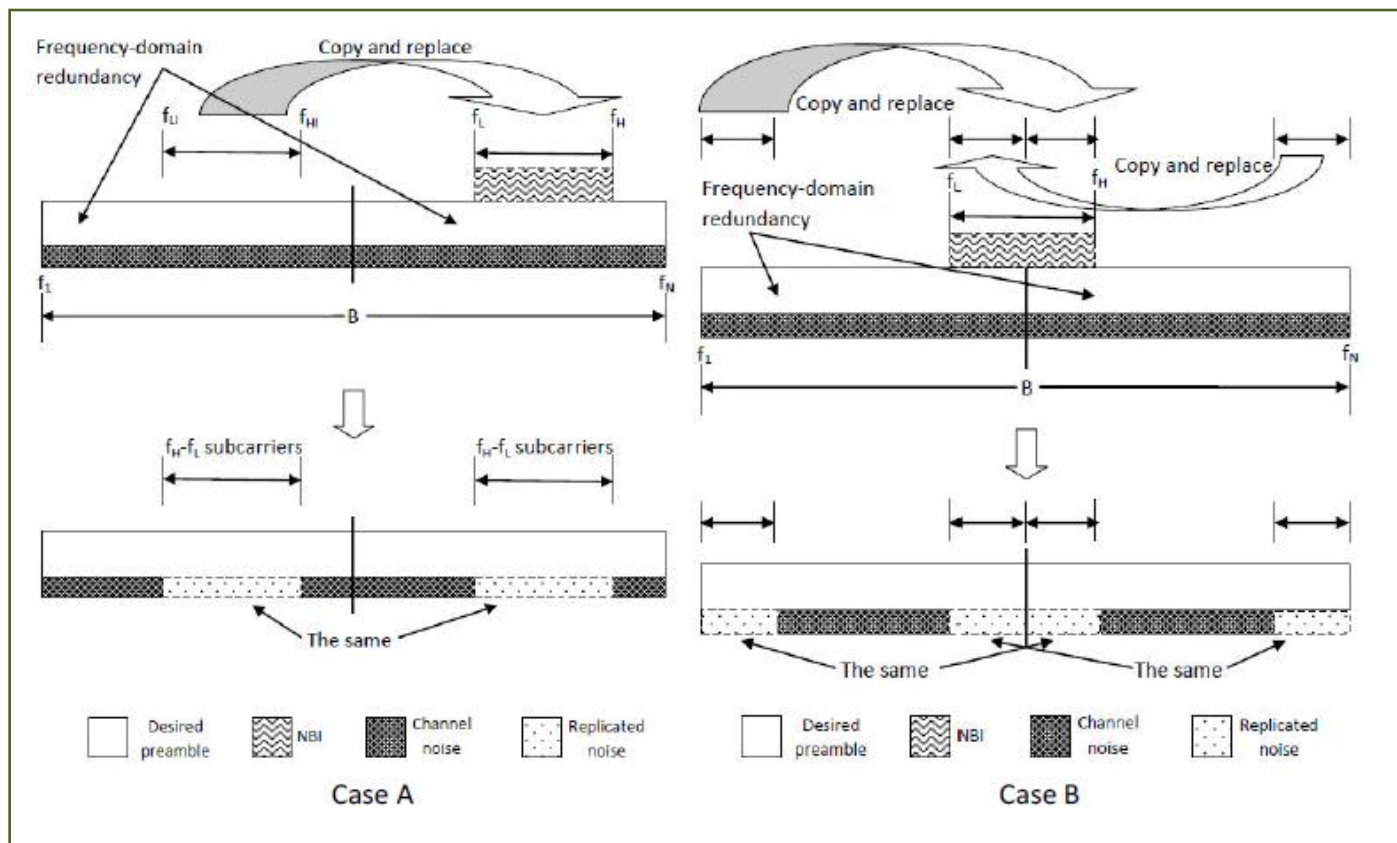 Frequency-domain
redundancy
Copy and replace
f_LI
f_HI
f_L
f_H
f_1
f_N
B
f_H-f_L subcarriers
f_H-f_L subcarriers
The same
Desired
preamble
NBI
Channel
noise
Replicated
noise
Case A
Copy and replace
Copy and replace
Frequency-domain
redundancy
f_L
f_H
f_1
f_N
B
The same
The same
Desired
preamble
NBI
Channel
noise
Replicated
noise
Case B